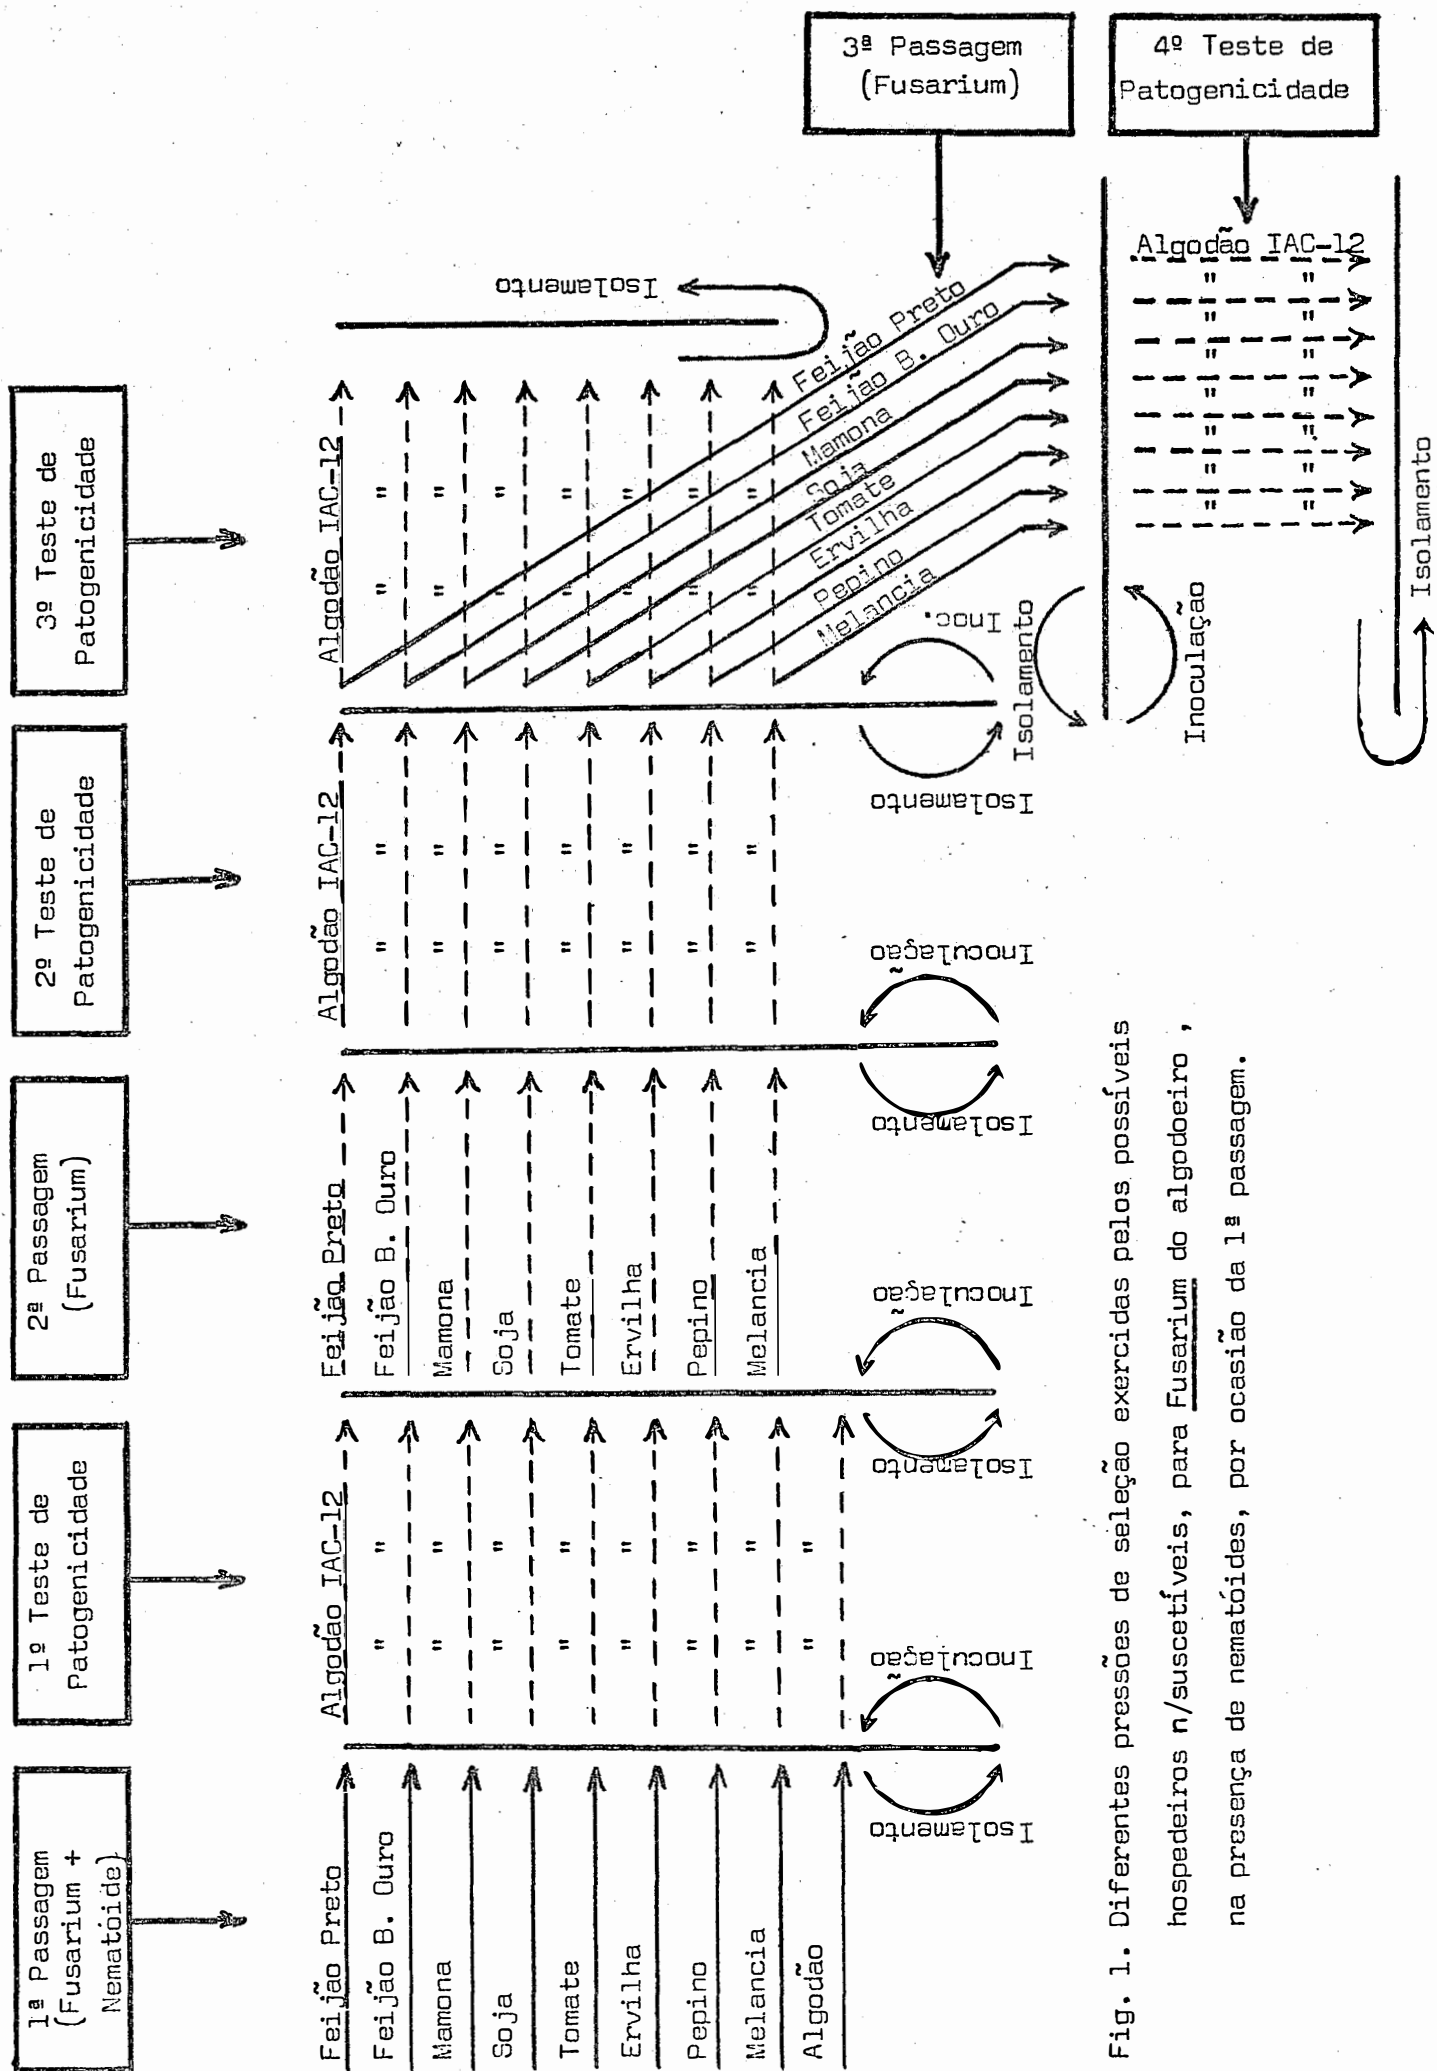 1ª Passagem
(Fusarium +
Nematóide)
1º Teste de
Patogenicidade
2ª Passagem
(Fusarium)
2º Teste de
Patogenicidade
3º Teste de
Patogenicidade
3ª Passagem
(Fusarium)
4º Teste de
Patogenicidade
Feijão Preto
Feijão B. Ouro
Mamona
Soja
Tomate
Ervilha
Pepino
Melancia
Algodão
Isolamento
Inoculação
Algodão IAC-12
" "
" "
" "
" "
" "
" "
" "
" "
Isolamento
Inoculação
Feijão Preto
Feijão B. Ouro
Mamona
Soja
Tomate
Ervilha
Pepino
Melancia
Isolamento
Inoculação
Algodão IAC-12
" "
" "
" "
" "
" "
" "
" "
Isolamento
Inoc.
Algodão IAC-12
" "
" "
" "
" "
" "
" "
" "
Isolamento
Feijão Preto
Feijão B. Ouro
Mamona
Soja
Tomate
Ervilha
Pepino
Melancia
Isolamento
Inoculação
Algodão IAC-12
" "
" "
" "
" "
" "
" "
" "
Isolamento
Fig. 1. Diferentes pressões de seleção exercidas pelos possíveis
hospedeiros n/suscetíveis, para Fusarium do algodoeiro ,
na presença de nematóides, por ocasião da 1ª passagem.